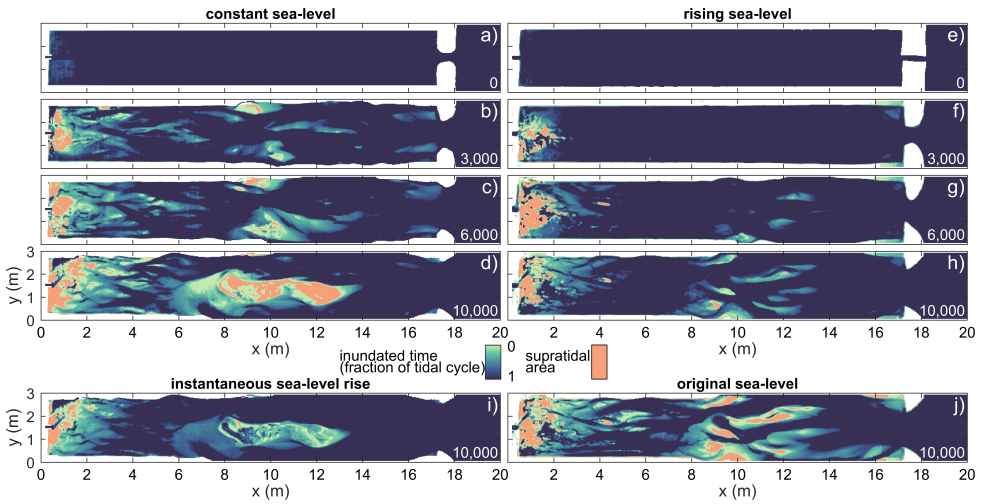 constant sea-level
rising sea-level
a)
0
e)
0
b)
3,000
f)
3,000
c)
6,000
g)
6,000
y (m)
3
2
1
0
d)
10,000
h)
10,000
0 2 4 6 8 10 12 14 16 18 20
0 2 4 6 8 10 12 14 16 18 20
x (m)
x (m)
inundated time
(fraction of tidal cycle)
0
1
supratidal
area
instantaneous sea-level rise
original sea-level
y (m)
3
2
1
0
i)
10,000
j)
10,000
0 2 4 6 8 10 12 14 16 18 20
0 2 4 6 8 10 12 14 16 18 20
x (m)
x (m)